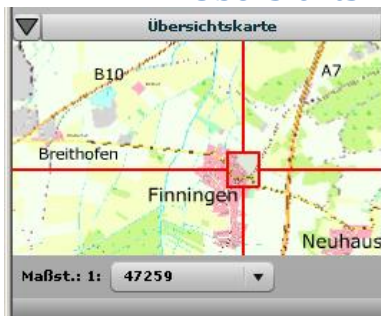 Übersichtskarte
B10
A7
Breithofen
Finningen
Neuhaus
Maßst.: 1: 47259